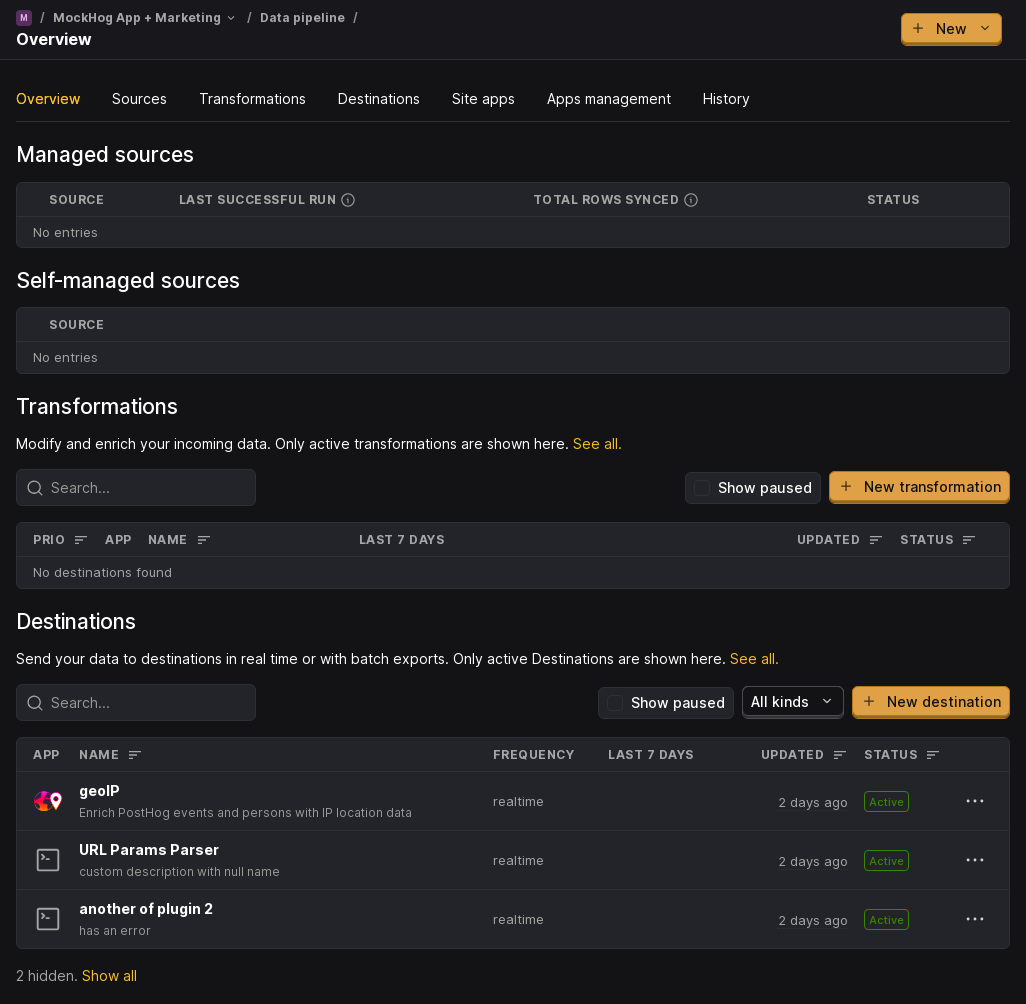 M / MockHog App + Marketing / Data pipeline /
Overview
New
Overview Sources Transformations Destinations Site apps Apps management History
Managed sources
SOURCE LAST SUCCESSFUL RUN TOTAL ROWS SYNCED STATUS
No entries
Self-managed sources
SOURCE
No entries
Transformations
Modify and enrich your incoming data. Only active transformations are shown here. See all.
Search... Show paused New transformation
PRIO APP NAME LAST 7 DAYS UPDATED STATUS
No destinations found
Destinations
Send your data to destinations in real time or with batch exports. Only active Destinations are shown here. See all.
Search... Show paused All kinds New destination
APP NAME FREQUENCY LAST 7 DAYS UPDATED STATUS
geoIP
Enrich PostHog events and persons with IP location data
realtime 2 days ago Active
URL Params Parser
custom description with null name
realtime 2 days ago Active
another of plugin 2
has an error
realtime 2 days ago Active
2 hidden. Show all